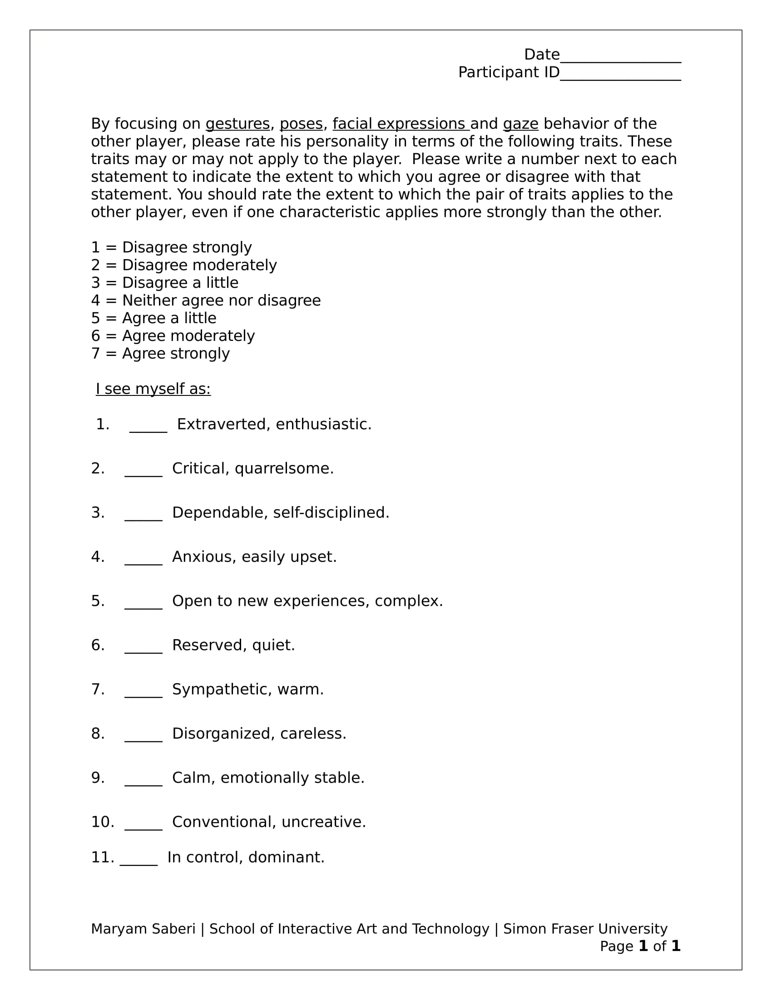 Date________________
Participant ID________________
By focusing on gestures, poses, facial expressions and gaze behavior of the
other player, please rate his personality in terms of the following traits. These
traits may or may not apply to the player.  Please write a number next to each
statement to indicate the extent to which you agree or disagree with that
statement. You should rate the extent to which the pair of traits applies to the
other player, even if one characteristic applies more strongly than the other.
1 = Disagree strongly
2 = Disagree moderately
3 = Disagree a little
4 = Neither agree nor disagree
5 = Agree a little
6 = Agree moderately
7 = Agree strongly
I see myself as:
1.    _____  Extraverted, enthusiastic.
2.    _____  Critical, quarrelsome.
3.    _____  Dependable, self-disciplined.
4.    _____  Anxious, easily upset.
5.    _____  Open to new experiences, complex.
6.    _____  Reserved, quiet.
7.    _____  Sympathetic, warm.
8.    _____  Disorganized, careless.
9.    _____  Calm, emotionally stable.
10.  _____  Conventional, uncreative.
11. _____  In control, dominant.
Maryam Saberi | School of Interactive Art and Technology | Simon Fraser University
Page 1 of 1